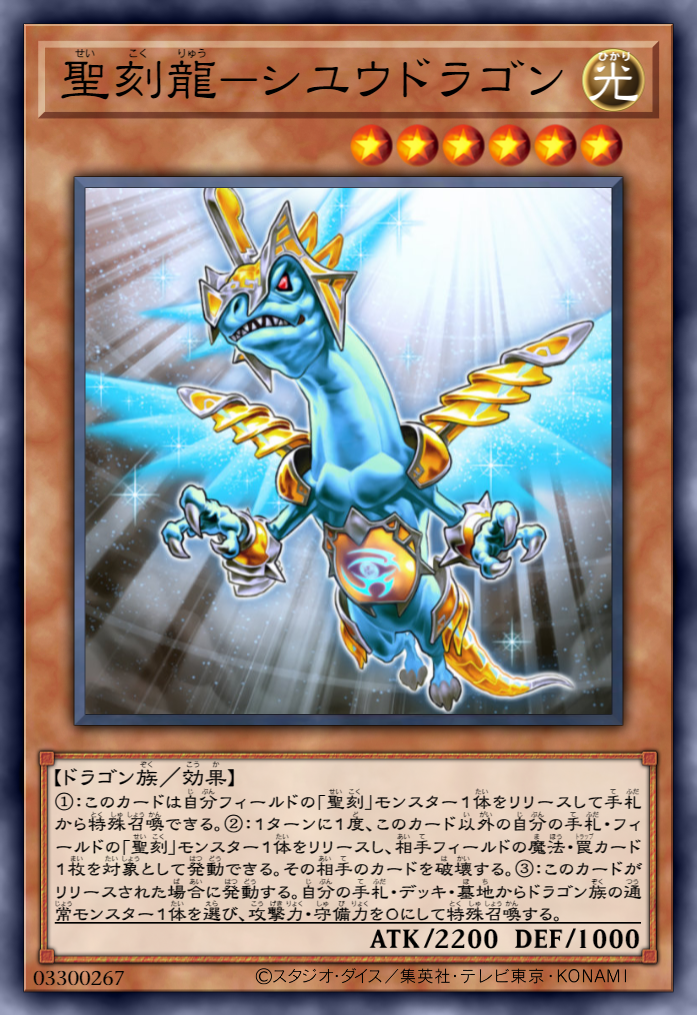 聖刻龍－シユウドラゴン
光
【ドラゴン族／効果】
①:このカードは自分フィールドの「聖刻」モンスター1体をリリースして手札
から特殊召喚できる。②:1ターンに1度、このカード以外の自分の手札・フィ
ールドの「聖刻」モンスター1体をリリースし、相手フィールドの魔法・罠カード
1枚を対象として発動できる。その相手のカードを破壊する。③:このカードが
リリースされた場合に発動する。自分の手札・デッキ・墓地からドラゴン族の通
常モンスター1体を選び、攻撃力・守備力を0にして特殊召喚する。
ATK/2200 DEF/1000
03300267 ©スタジオ・ダイス／集英社・テレビ東京・KONAMI